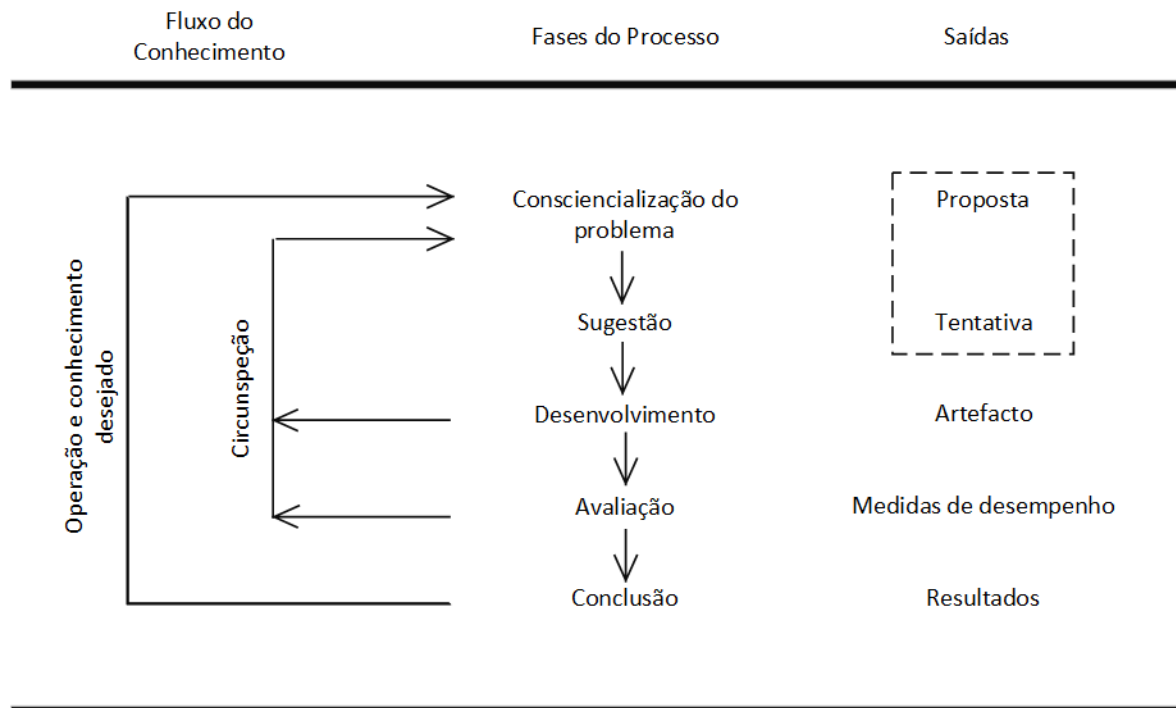 Fluxo do
Conhecimento
Fases do Processo
Saídas
Consciencialização do
problema
Proposta
Sugestão
Tentativa
Desenvolvimento
Artefacto
Avaliação
Medidas de desempenho
Conclusão
Resultados
Operação e conhecimento
desejado
Circunspeção